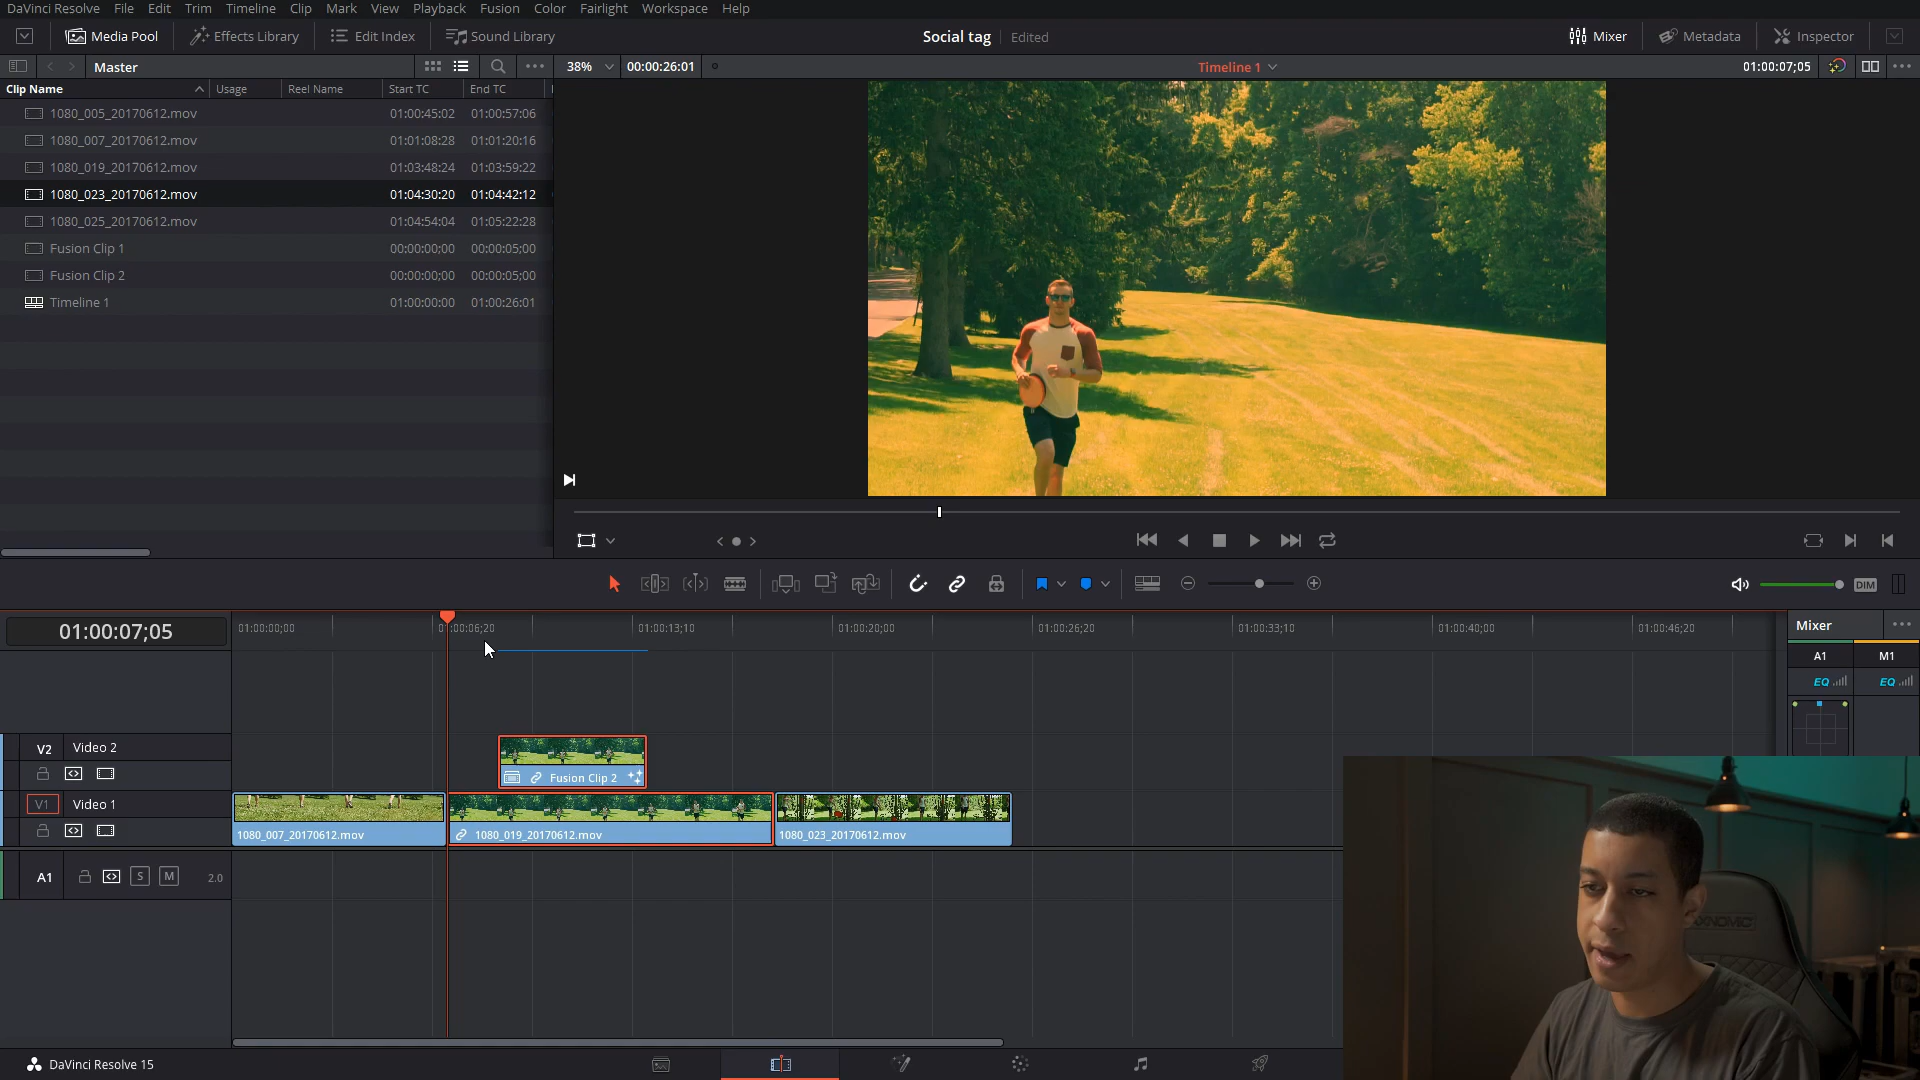 DaVinci Resolve File Edit Trim Timeline Clip Mark View Playback Fusion Color Fairlight Workspace Help
Media Pool Effects Library Edit Index Sound Library Social tag Edited Mixer Metadata Inspector
Master 38% 00:00:26:01 Timeline 1 01:00:07;05
Clip Name Usage Reel Name Start TC End TC
1080_005_20170612.mov 01:00:45:02 01:00:57:06
1080_007_20170612.mov 01:01:08:28 01:01:20:16
1080_019_20170612.mov 01:03:48:24 01:03:59:22
1080_023_20170612.mov 01:04:30:20 01:04:42:12
1080_025_20170612.mov 01:04:54:04 01:05:22:28
Fusion Clip 1 00:00:00;00 00:00:05;00
Fusion Clip 2 00:00:00;00 00:00:05;00
Timeline 1 01:00:00:00 01:00:26:01
DIM
01:00:07;05 01:00:00;00 01:00:06;20 01:00:13;10 01:00:20;00 01:00:26;20 01:00:33;10 01:00:40;00 01:00:46;20 Mixer
A1 M1
EQ EQ
V2 Video 2
Fusion Clip 2
V1 Video 1
1080_007_20170612.mov 1080_019_20170612.mov 1080_023_20170612.mov
A1 S M 2.0
DaVinci Resolve 15